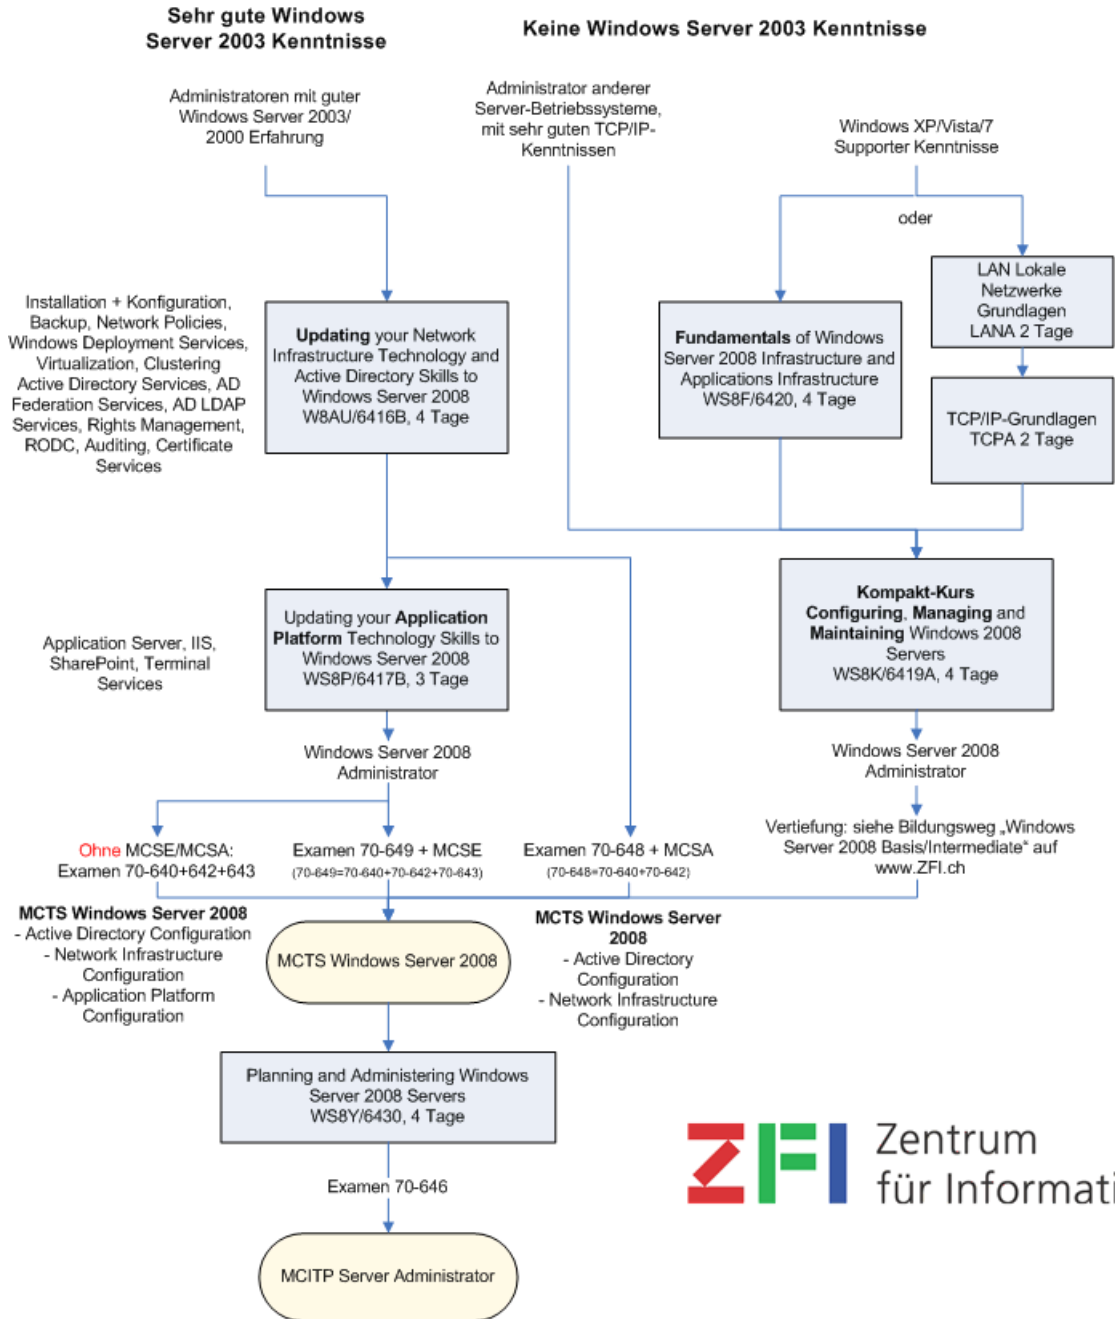 Sehr gute Windows
Server 2003 Kenntnisse
Keine Windows Server 2003 Kenntnisse
Administratoren mit guter
Windows Server 2003/
2000 Erfahrung
Administrator anderer
Server-Betriebssysteme,
mit sehr guten TCP/IP-
Kenntnissen
Windows XP/Vista/7
Supporter Kenntnisse
oder
Installation + Konfiguration,
Backup, Network Policies,
Windows Deployment Services,
Virtualization, Clustering
Active Directory Services, AD
Federation Services, AD LDAP
Services, Rights Management,
RODC, Auditing, Certificate
Services
Updating your Network
Infrastructure Technology and
Active Directory Skills to
Windows Server 2008
W8AU/6416B, 4 Tage
Fundamentals of Windows
Server 2008 Infrastructure and
Applications Infrastructure
WS8F/6420, 4 Tage
LAN Lokale
Netzwerke
Grundlagen
LANA 2 Tage
TCP/IP-Grundlagen
TCPA 2 Tage
Application Server, IIS,
SharePoint, Terminal
Services
Updating your Application
Platform Technology Skills to
Windows Server 2008
WS8P/6417B, 3 Tage
Kompakt-Kurs
Configuring, Managing and
Maintaining Windows 2008
Servers
WS8K/6419A, 4 Tage
Windows Server 2008
Administrator
Windows Server 2008
Administrator
Ohne MCSE/MCSA:
Examen 70-640+642+643
Examen 70-649 + MCSE
(70-649=70-640+70-642+70-643)
Examen 70-648 + MCSA
(70-648=70-640+70-642)
Vertiefung: siehe Bildungsweg „Windows
Server 2008 Basis/Intermediate“ auf
www.ZFI.ch
MCTS Windows Server 2008
- Active Directory Configuration
- Network Infrastructure
Configuration
- Application Platform
Configuration
MCTS Windows Server 2008
MCTS Windows Server
2008
- Active Directory
Configuration
- Network Infrastructure
Configuration
Planning and Administering Windows
Server 2008 Servers
WS8Y/6430, 4 Tage
Examen 70-646
MCITP Server Administrator
ZFI
Zentrum
für Informati